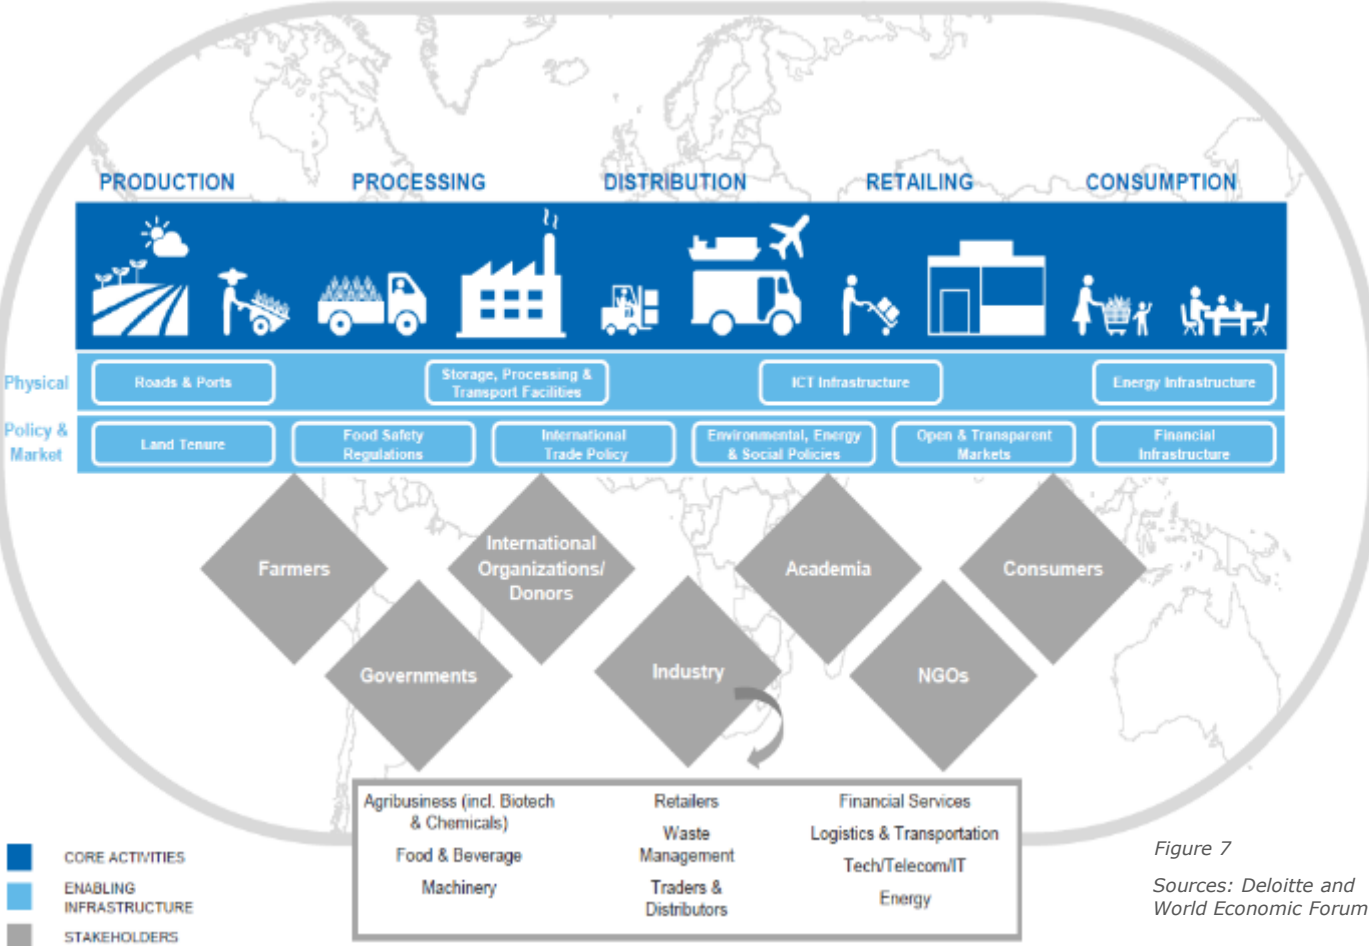 PRODUCTION PROCESSING DISTRIBUTION RETAILING CONSUMPTION
Physical
Roads & Ports
Storage, Processing &
Transport Facilities
ICT Infrastructure
Energy Infrastructure
Policy &
Market
Land Tenure
Food Safety
Regulations
International
Trade Policy
Environmental, Energy
& Social Policies
Open & Transparent
Markets
Financial
Infrastructure
Farmers
International
Organizations/
Donors
Academia
Consumers
Governments
Industry
NGOs
Agribusiness (incl. Biotech
& Chemicals)
Food & Beverage
Machinery
Retailers
Waste
Management
Traders &
Distributors
Financial Services
Logistics & Transportation
Tech/Telecom/IT
Energy
CORE ACTIVITIES
ENABLING
INFRASTRUCTURE
STAKEHOLDERS
Figure 7
Sources: Deloitte and
World Economic Forum